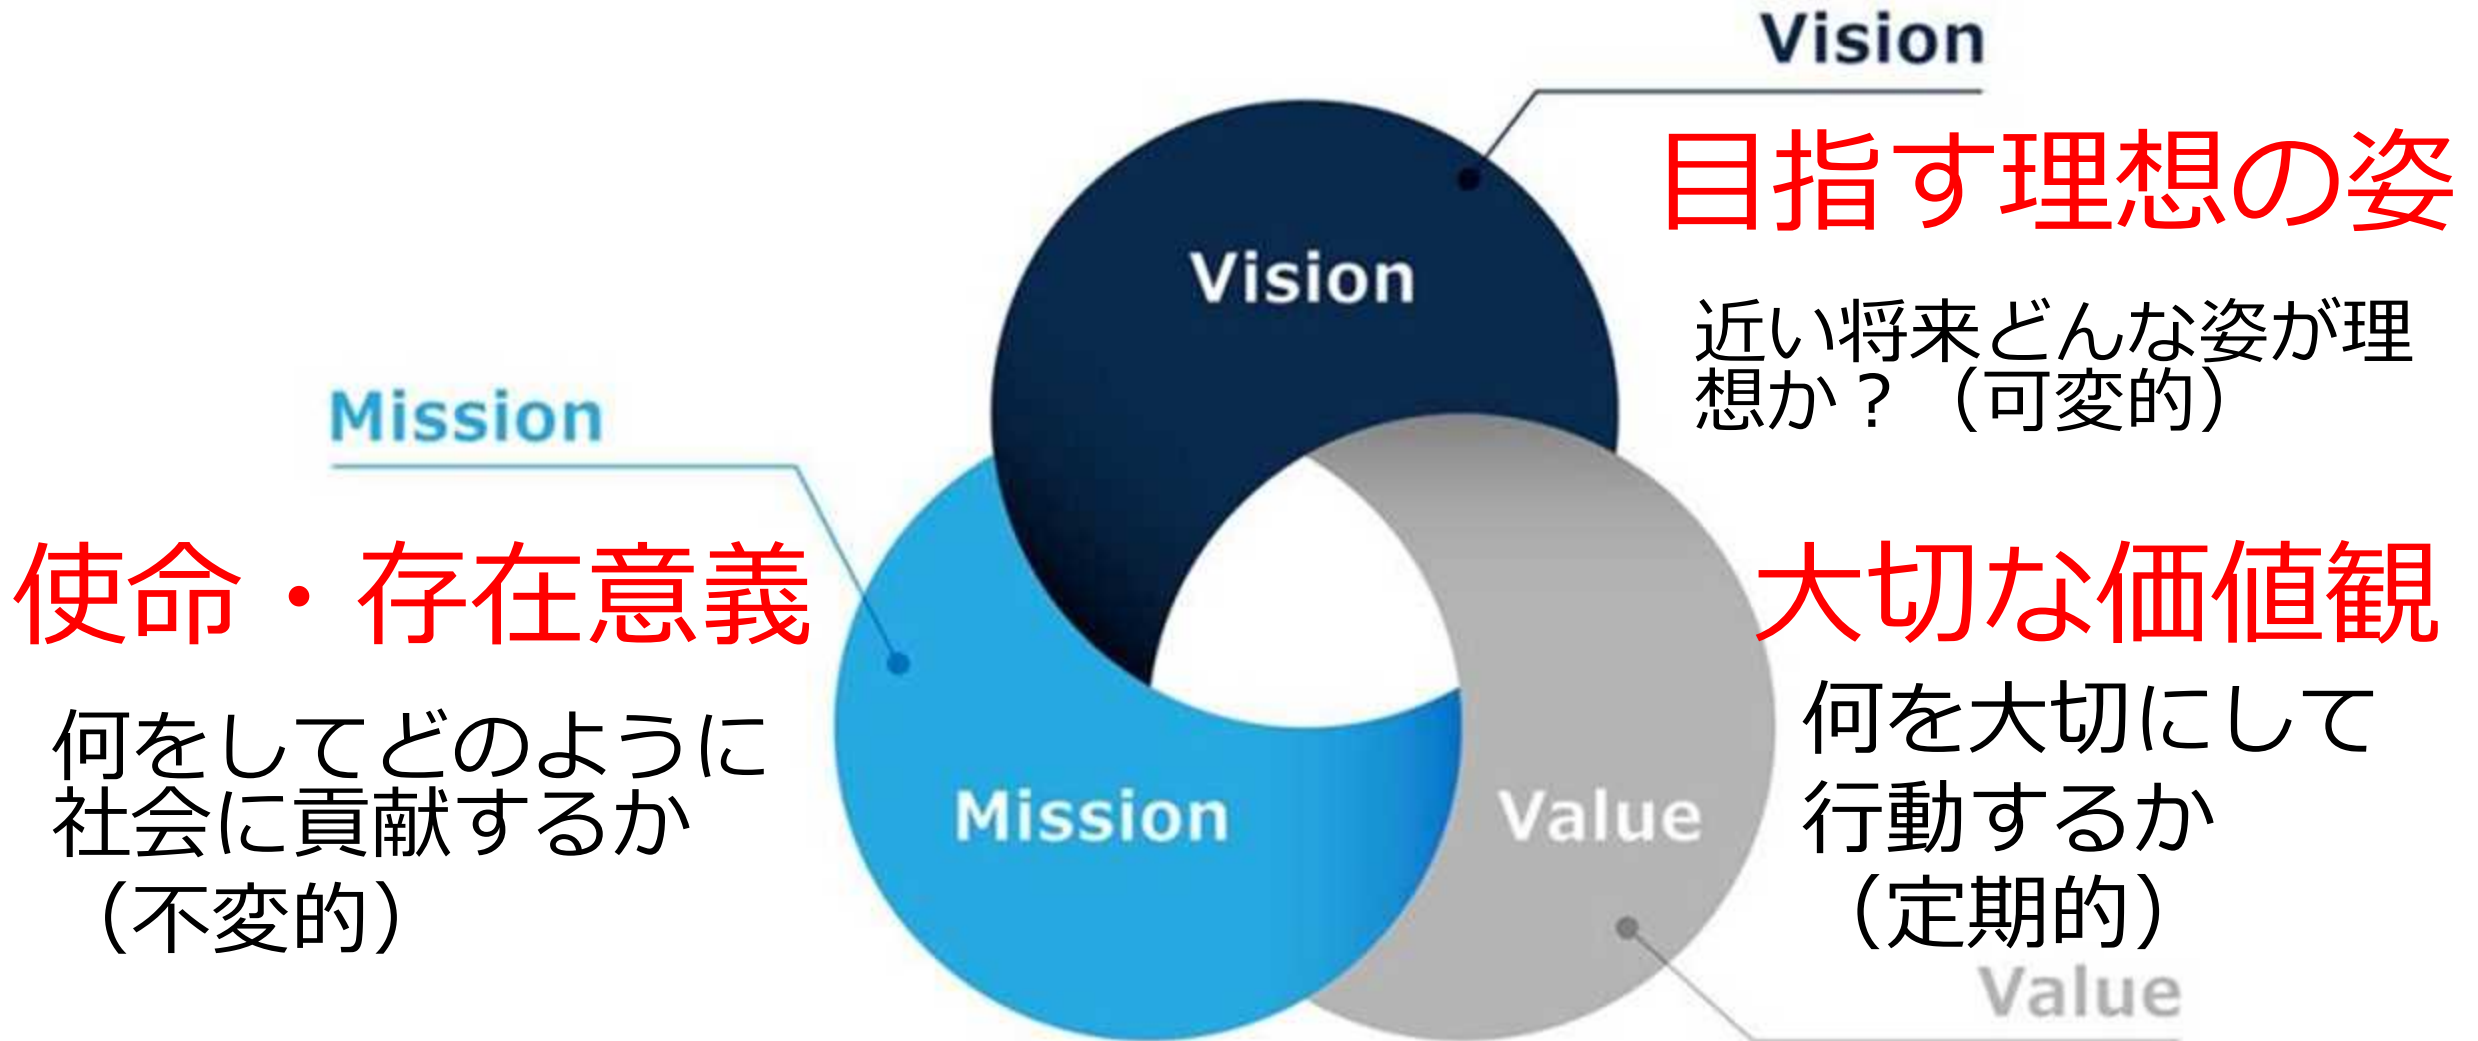 Vision
目指す理想の姿
Vision
近い将来どんな姿が理
想か？（可変的）
Mission
使命・存在意義
何をしてどのように
社会に貢献するか
（不変的）
Mission
大切な価値観
何を大切にして
行動するか
（定期的）
Value
Value